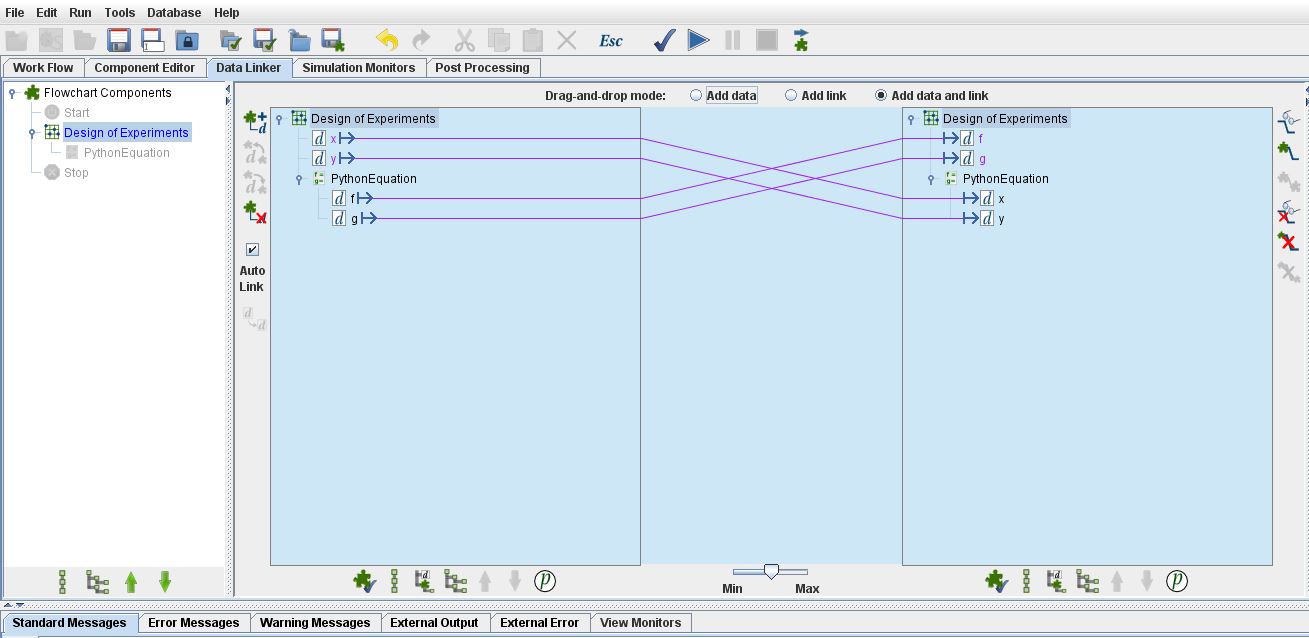 File Edit Run Tools Database Help
Esc
Work Flow Component Editor Data Linker Simulation Monitors Post Processing
Flowchart Components
Start
Design of Experiments
PythonEquation
Stop
Drag-and-drop mode: Add data Add link Add data and link
Auto
Link
Design of Experiments
d x
d y
PythonEquation
d f
d g
Design of Experiments
d f
d g
PythonEquation
d x
d y
Min Max
p
p
Standard Messages Error Messages Warning Messages External Output External Error View Monitors